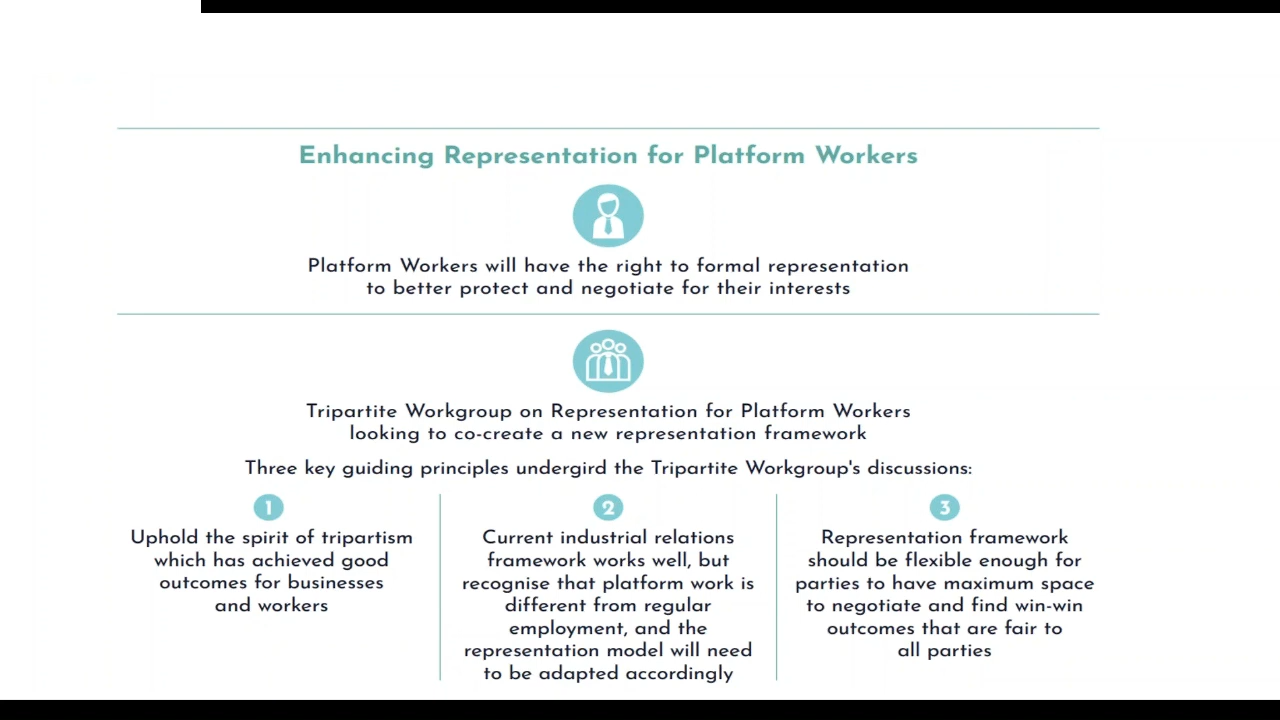 Enhancing Representation for Platform Workers
Platform Workers will have the right to formal representation
to better protect and negotiate for their interests
Tripartite Workgroup on Representation for Platform Workers
looking to co-create a new representation framework
Three key guiding principles undergird the Tripartite Workgroup's discussions:
1
Uphold the spirit of tripartism
which has achieved good
outcomes for businesses
and workers
2
Current industrial relations
framework works well, but
recognise that platform work is
different from regular
employment, and the
representation model will need
to be adapted accordingly
3
Representation framework
should be flexible enough for
parties to have maximum space
to negotiate and find win-win
outcomes that are fair to
all parties